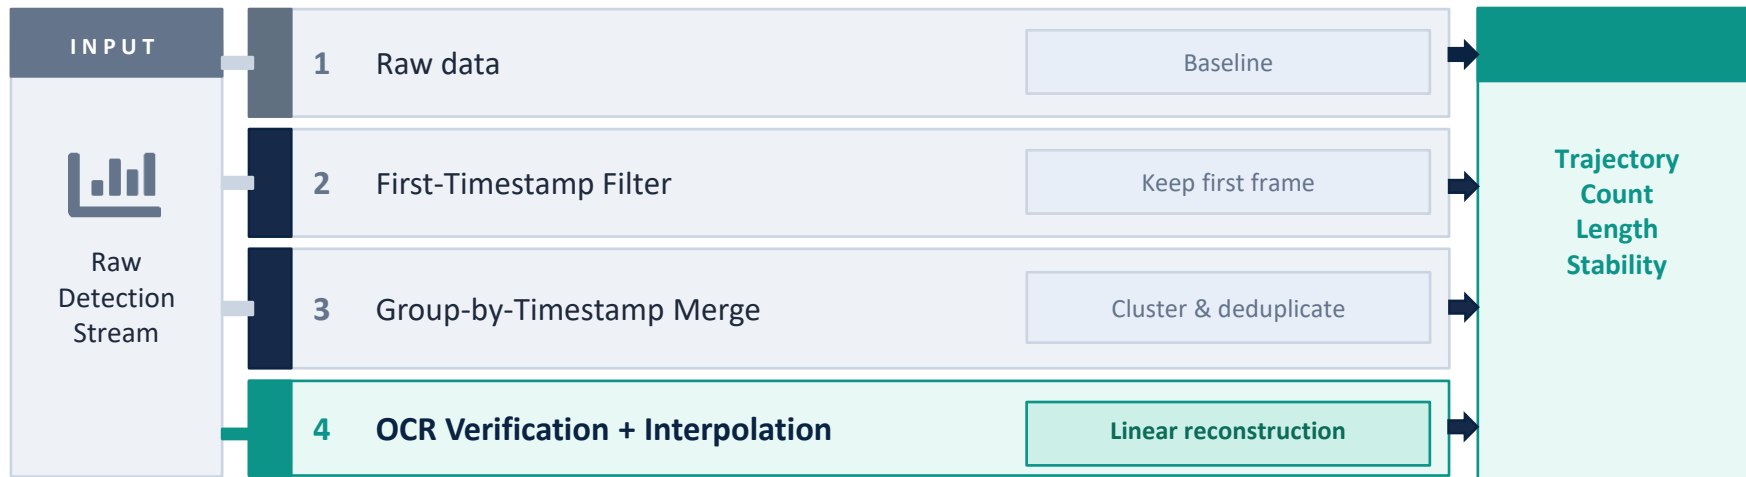 INPUT
Raw
Detection
Stream
1 Raw data Baseline
2 First-Timestamp Filter Keep first frame
3 Group-by-Timestamp Merge Cluster & deduplicate
4 OCR Verification + Interpolation Linear reconstruction
Trajectory
Count
Length
Stability